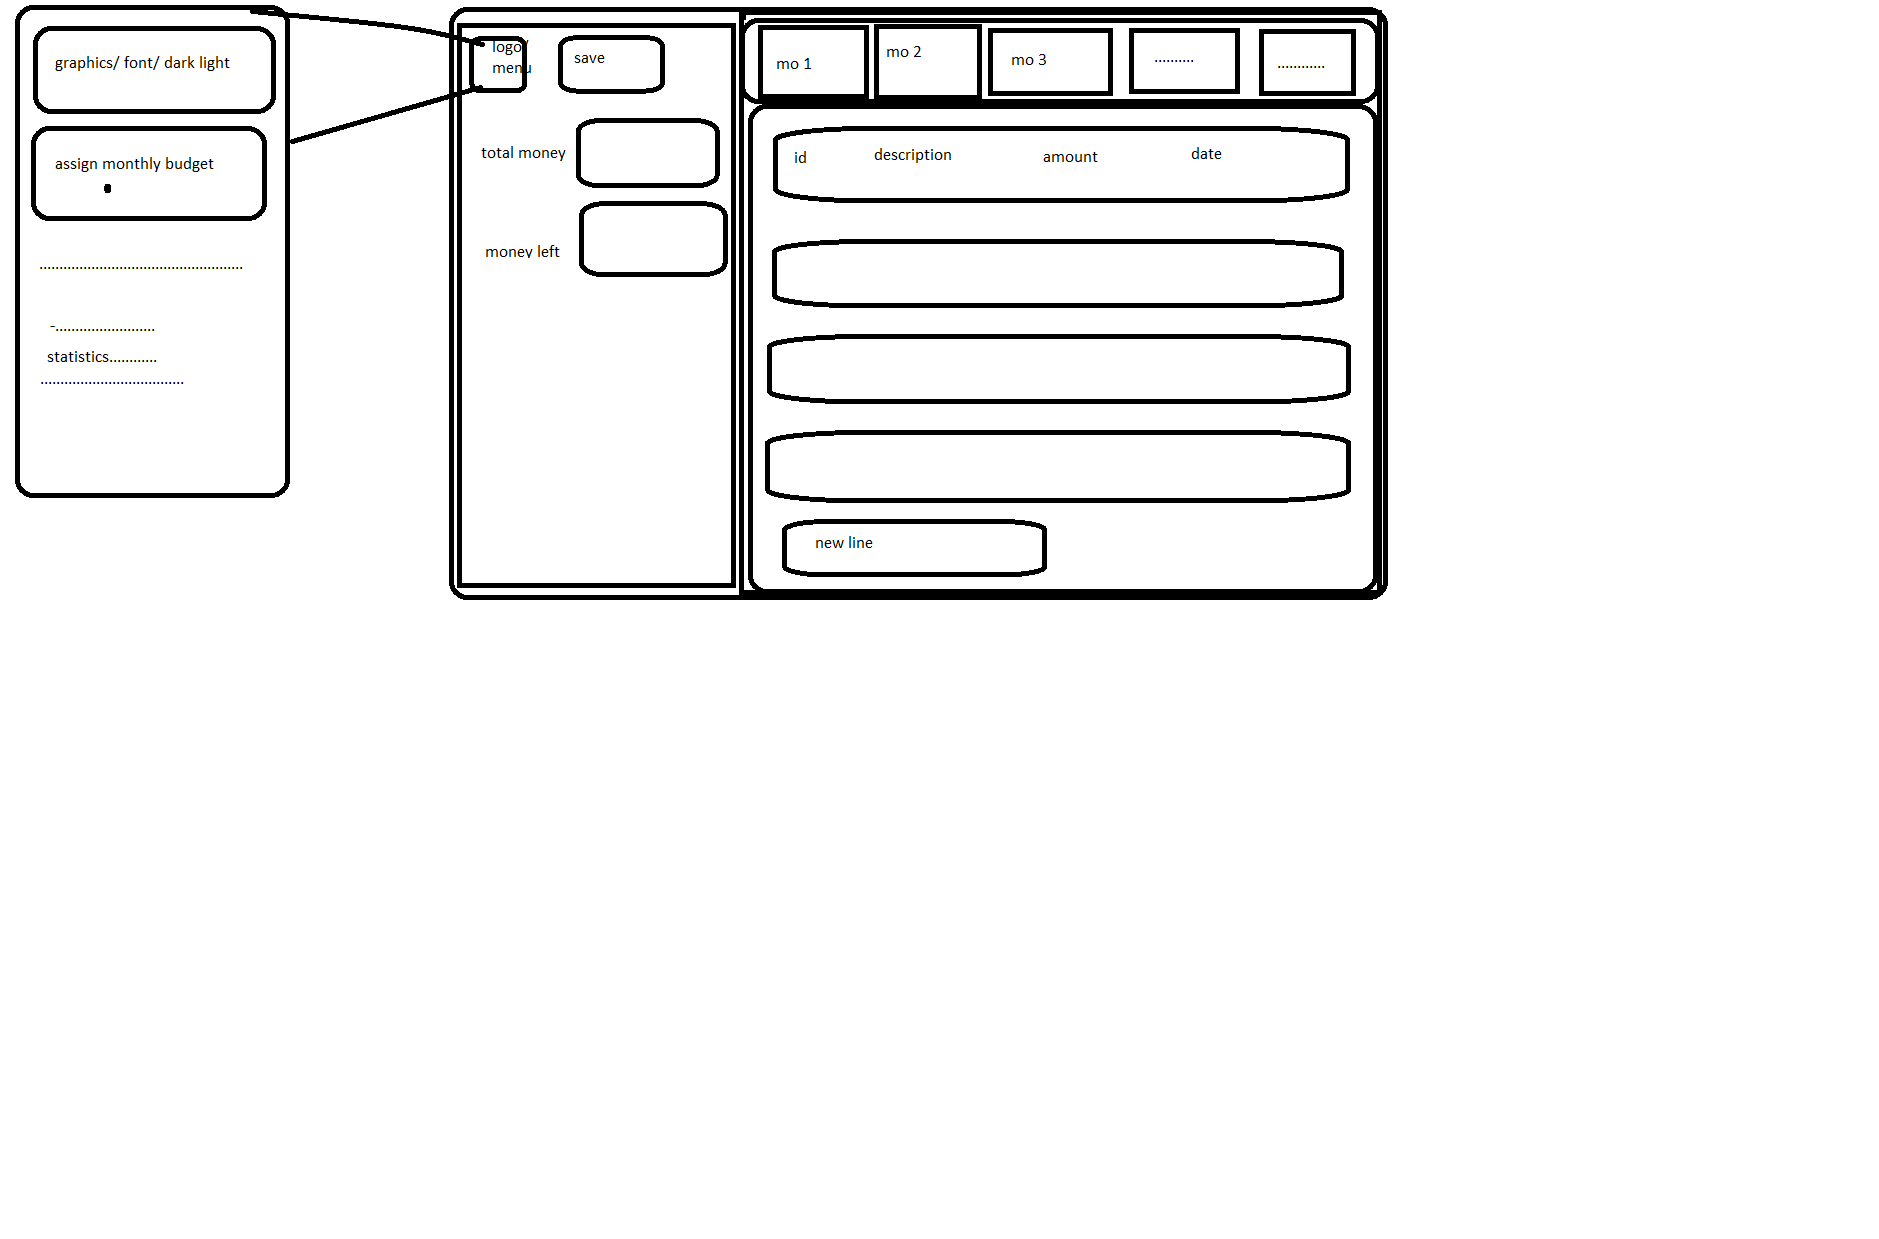 graphics/ font/ dark light
assign monthly budget
...................................................
-.........................
statistics............
....................................
logo/
menu
save
total money
money left
mo 1
mo 2
mo 3
..........
............
id
description
amount
date
new line